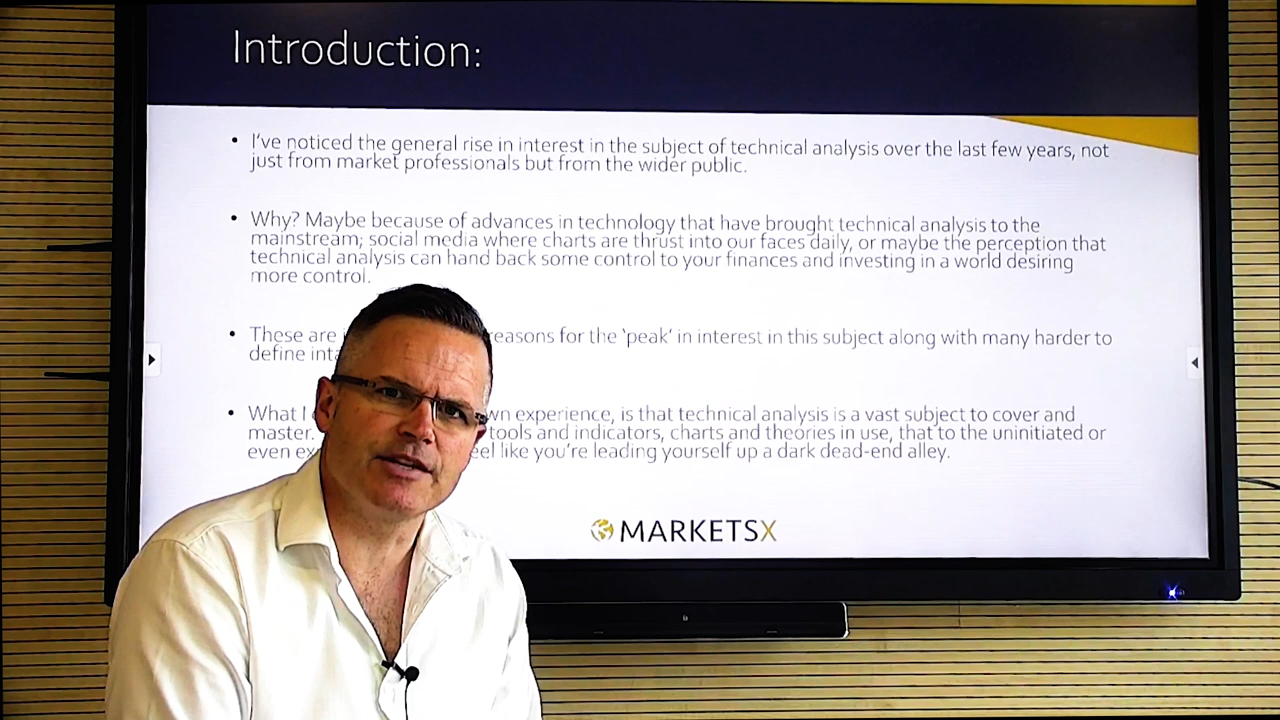 Introduction:
• I've noticed the general rise in interest in the subject of technical analysis over the last few years, not
just from market professionals but from the wider public.
• Why? Maybe because of advances in technology that have brought technical analysis to the
mainstream; social media where charts are thrust into our faces daily, or maybe the perception that
technical analysis can hand back some control to your finances and investing in a world desiring
more control.
• These are reasons for the 'peak' in interest in this subject along with many harder to
define
• What I experience, is that technical analysis is a vast subject to cover and
master. tools and indicators, charts and theories in use, that to the uninitiated or
even like you're leading yourself up a dark dead-end alley.
MARKETSX